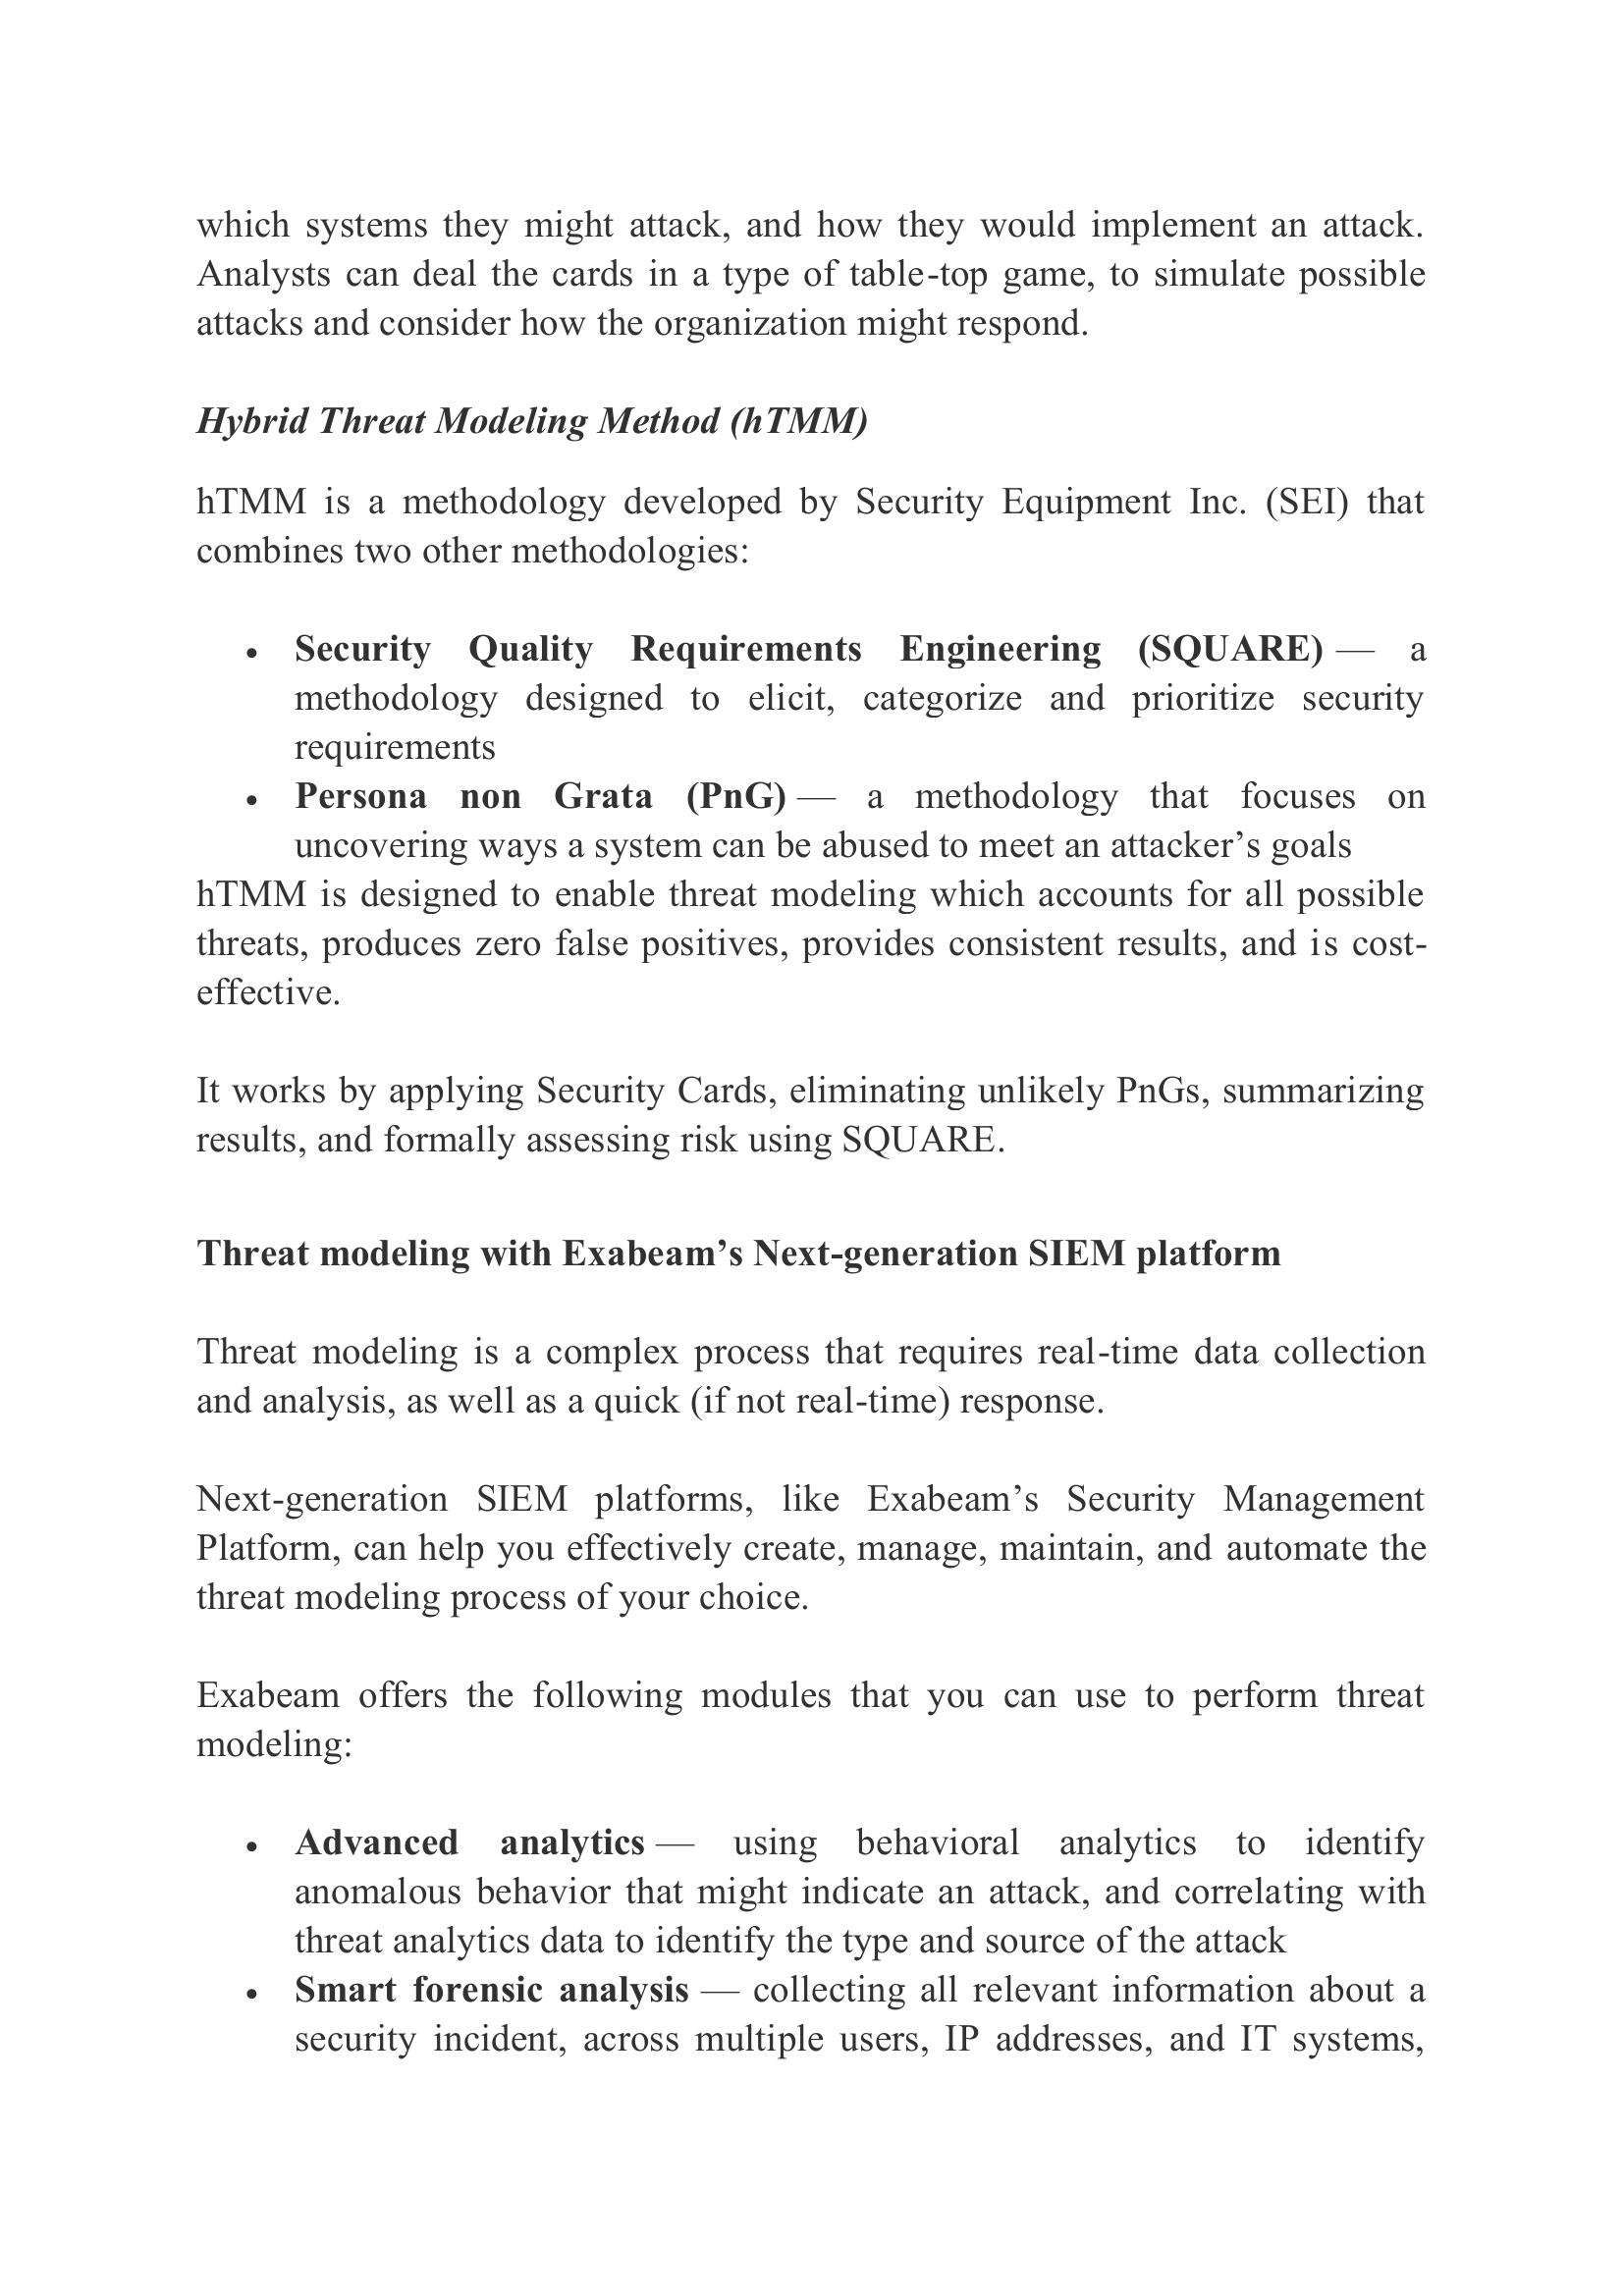 which systems they might attack, and how they would implement an attack.
Analysts can deal the cards in a type of table-top game, to simulate possible
attacks and consider how the organization might respond.
Hybrid Threat Modeling Method (hTMM)
hTMM is a methodology developed by Security Equipment Inc. (SEI) that
combines two other methodologies:
• Security Quality Requirements Engineering (SQUARE) — a
methodology designed to elicit, categorize and prioritize security
requirements
• Persona non Grata (PnG) — a methodology that focuses on
uncovering ways a system can be abused to meet an attacker’s goals
hTMM is designed to enable threat modeling which accounts for all possible
threats, produces zero false positives, provides consistent results, and is cost-
effective.
It works by applying Security Cards, eliminating unlikely PnGs, summarizing
results, and formally assessing risk using SQUARE.
Threat modeling with Exabeam’s Next-generation SIEM platform
Threat modeling is a complex process that requires real-time data collection
and analysis, as well as a quick (if not real-time) response.
Next-generation SIEM platforms, like Exabeam’s Security Management
Platform, can help you effectively create, manage, maintain, and automate the
threat modeling process of your choice.
Exabeam offers the following modules that you can use to perform threat
modeling:
• Advanced analytics — using behavioral analytics to identify
anomalous behavior that might indicate an attack, and correlating with
threat analytics data to identify the type and source of the attack
• Smart forensic analysis — collecting all relevant information about a
security incident, across multiple users, IP addresses, and IT systems,